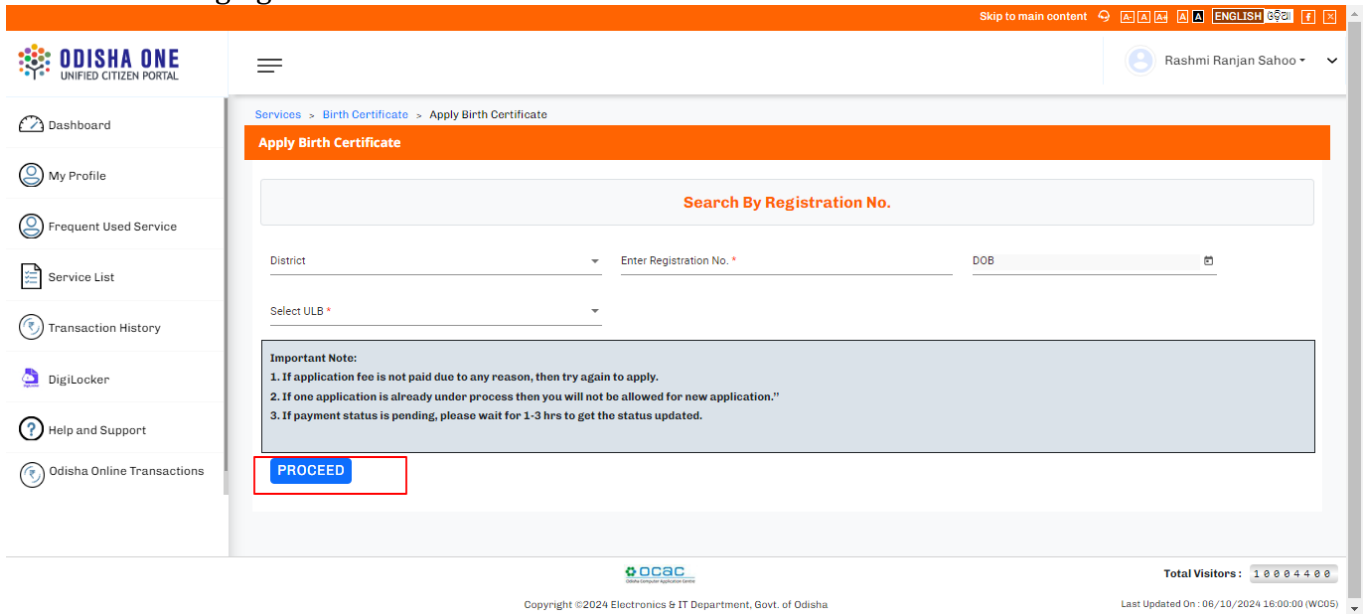 Skip to main content A- A A+ A A ENGLISH ଓଡ଼ିଆ
ODISHA ONE
UNIFIED CITIZEN PORTAL
Rashmi Ranjan Sahoo
Dashboard
My Profile
Frequent Used Service
Service List
Transaction History
DigiLocker
Help and Support
Odisha Online Transactions
Services > Birth Certificate > Apply Birth Certificate
Apply Birth Certificate
Search By Registration No.
District Enter Registration No. * DOB
Select ULB *
Important Note:
1. If application fee is not paid due to any reason, then try again to apply.
2. If one application is already under process then you will not be allowed for new application.”
3. If payment status is pending, please wait for 1-3 hrs to get the status updated.
PROCEED
ocac
Odisha Computer Application Centre
Total Visitors : 10004400
Copyright ©2024 Electronics & IT Department, Govt. of Odisha
Last Updated On : 06/10/2024 16:00:00 (WC05)